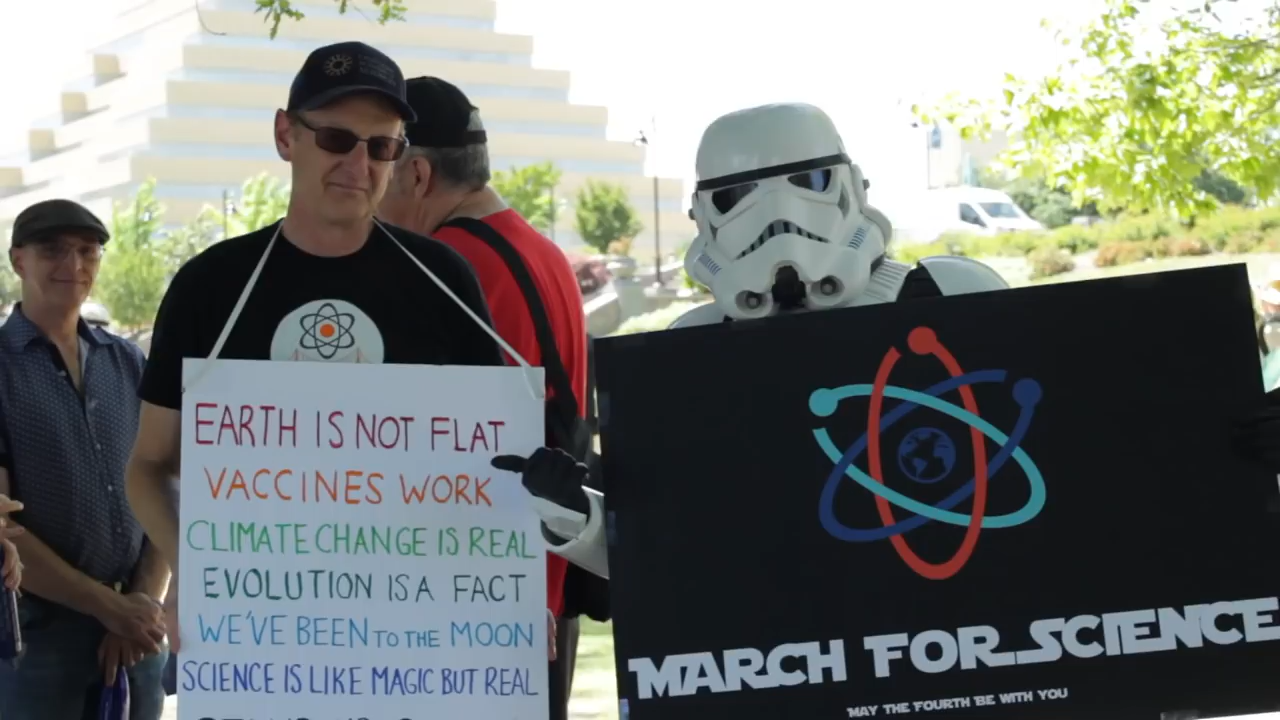 EARTH IS NOT FLAT
VACCINES WORK
CLIMATE CHANGE IS REAL
EVOLUTION IS A FACT
WE'VE BEEN TO THE MOON
SCIENCE IS LIKE MAGIC BUT REAL
MARCH FOR SCIENCE
MAY THE FOURTH BE WITH YOU